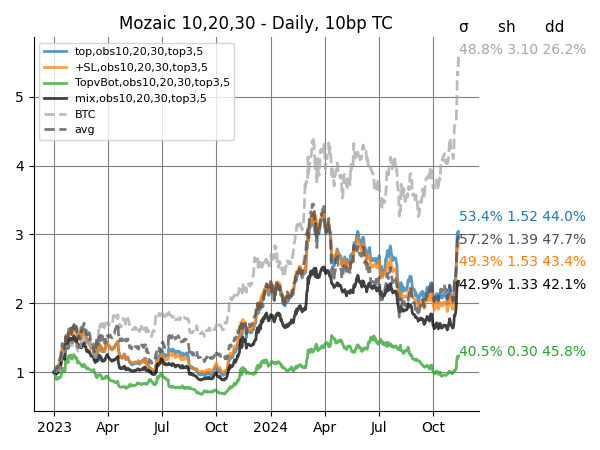 Mozaic 10,20,30 - Daily, 10bp TC
σ sh dd
top,obs10,20,30,top3,5
+SL,obs10,20,30,top3,5
TopvBot,obs10,20,30,top3,5
mix,obs10,20,30,top3,5
BTC
avg
48.8% 3.10 26.2%
53.4% 1.52 44.0%
57.2% 1.39 47.7%
49.3% 1.53 43.4%
42.9% 1.33 42.1%
40.5% 0.30 45.8%
5
4
3
2
1
2023 Apr Jul Oct 2024 Apr Jul Oct